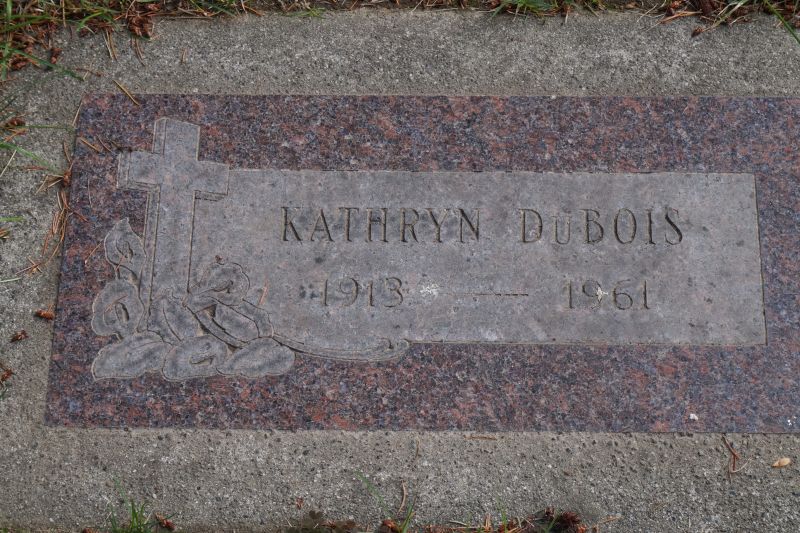 KATHRYN DUBOIS
1913 — 1961